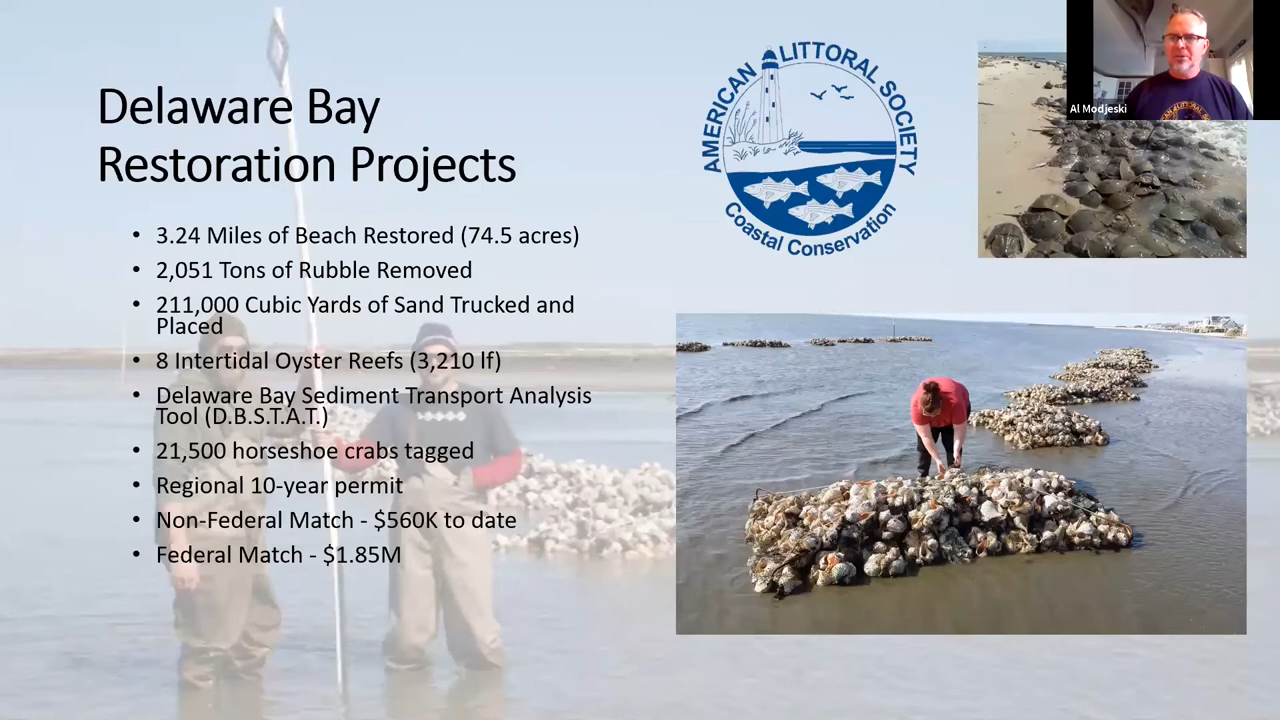 Delaware Bay
Restoration Projects
• 3.24 Miles of Beach Restored (74.5 acres)
• 2,051 Tons of Rubble Removed
• 211,000 Cubic Yards of Sand Trucked and
Placed
• 8 Intertidal Oyster Reefs (3,210 lf)
• Delaware Bay Sediment Transport Analysis
Tool (D.B.S.T.A.T.)
• 21,500 horseshoe crabs tagged
• Regional 10-year permit
• Non-Federal Match - $560K to date
• Federal Match - $1.85M
AMERICAN LITTORAL SOCIETY
Coastal Conservation
Al Modjeski